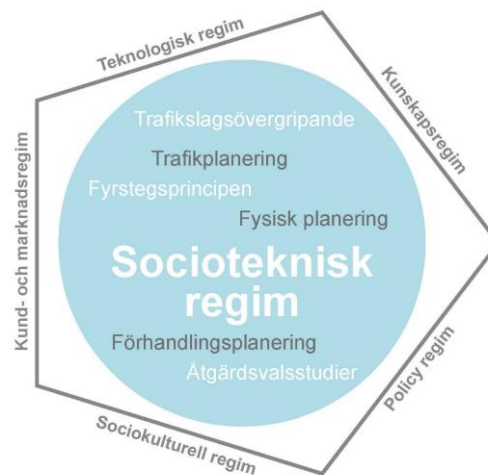 Teknologisk regim
Kunskapsregim
Kund- och marknadsregim
Trafikslagsövergripande
Trafikplanering
Fyrstegsprincipen
Fysisk planering
Socioteknisk
regim
Förhandlingsplanering
Åtgärdsvalsstudier
Policy regim
Sociokulturell regim